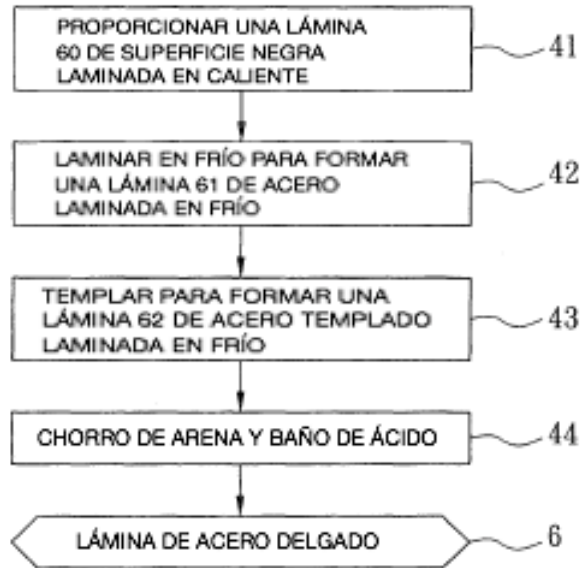 PROPORCIONAR UNA LÁMINA
60 DE SUPERFICIE NEGRA
LAMINADA EN CALIENTE
41
LAMINAR EN FRÍO PARA FORMAR
UNA LÁMINA 61 DE ACERO
LAMINADA EN FRÍO
42
TEMPLAR PARA FORMAR UNA
LÁMINA 62 DE ACERO TEMPLADO
LAMINADA EN FRÍO
43
CHORRO DE ARENA Y BAÑO DE ÁCIDO
44
LÁMINA DE ACERO DELGADO
6